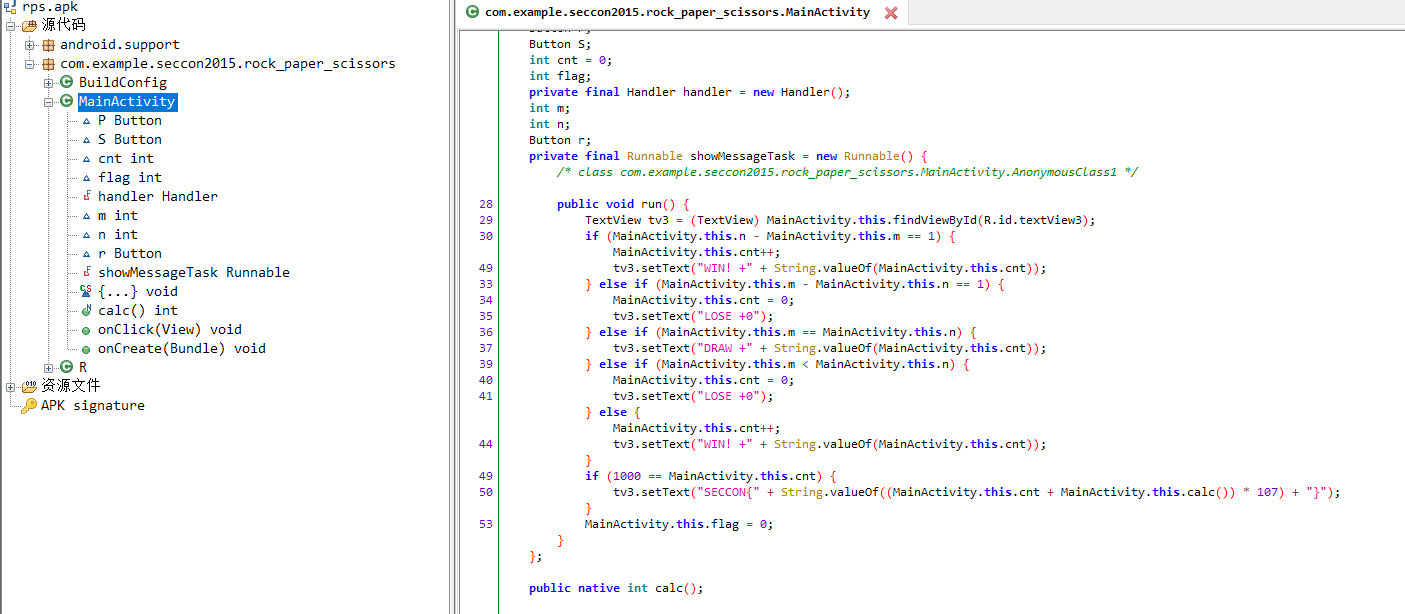 rps.apk
源代码
android.support
com.example.seccon2015.rock_paper_scissors
BuildConfig
MainActivity
P Button
S Button
cnt int
flag int
handler Handler
m int
n int
r Button
showMessageTask Runnable
{...} void
calc() int
onClick(View) void
onCreate(Bundle) void
R
资源文件
APK signature
com.example.seccon2015.rock_paper_scissors.MainActivity
Button S;
int cnt = 0;
int flag;
private final Handler handler = new Handler();
int m;
int n;
Button r;
private final Runnable showMessageTask = new Runnable() {
/* class com.example.seccon2015.rock_paper_scissors.MainActivity.AnonymousClass1 */
28 public void run() {
29 TextView tv3 = (TextView) MainActivity.this.findViewById(R.id.textView3);
30 if (MainActivity.this.n - MainActivity.this.m == 1) {
MainActivity.this.cnt++;
49 tv3.setText("WIN! +" + String.valueOf(MainActivity.this.cnt));
33 } else if (MainActivity.this.m - MainActivity.this.n == 1) {
34 MainActivity.this.cnt = 0;
35 tv3.setText("LOSE +0");
36 } else if (MainActivity.this.m == MainActivity.this.n) {
37 tv3.setText("DRAW +" + String.valueOf(MainActivity.this.cnt));
39 } else if (MainActivity.this.m < MainActivity.this.n) {
40 MainActivity.this.cnt = 0;
41 tv3.setText("LOSE +0");
} else {
MainActivity.this.cnt++;
44 tv3.setText("WIN! +" + String.valueOf(MainActivity.this.cnt));
}
49 if (1000 == MainActivity.this.cnt) {
50 tv3.setText("SECCON{" + String.valueOf((MainActivity.this.cnt + MainActivity.this.calc()) * 107) + "}");
}
53 MainActivity.this.flag = 0;
}
};
public native int calc();